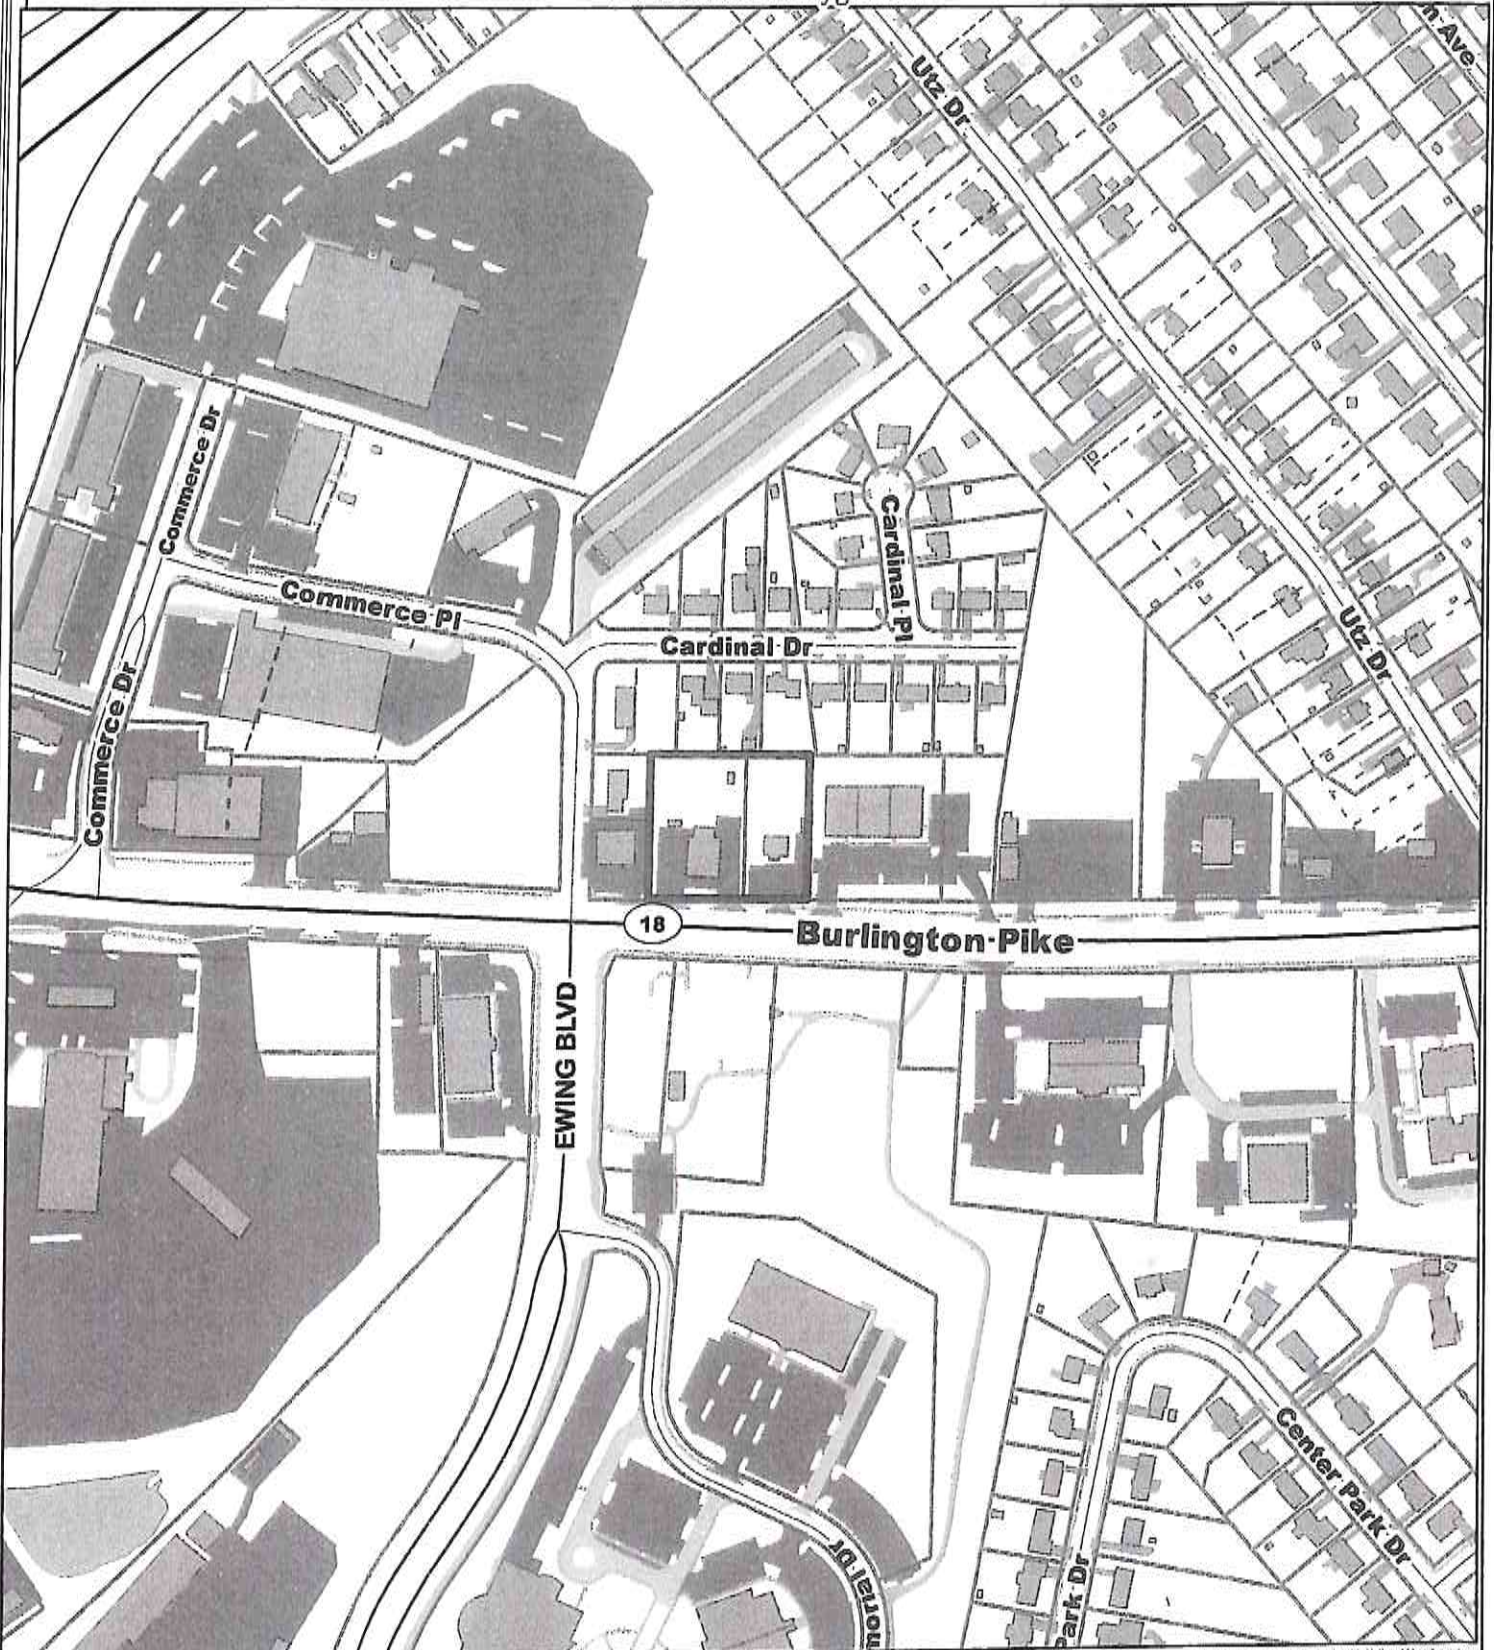 Utz Dr
Ave
Commerce Dr
Commerce Pl
Cardinal Pl
Cardinal Dr
Utz Dr
Commerce Dr
18
Burlington Pike
EWING BLVD
Center Park Dr
Park Dr